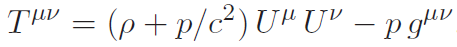 T^{μν} = (ρ + p/c^2) U^μ U^ν − p g^{μν}